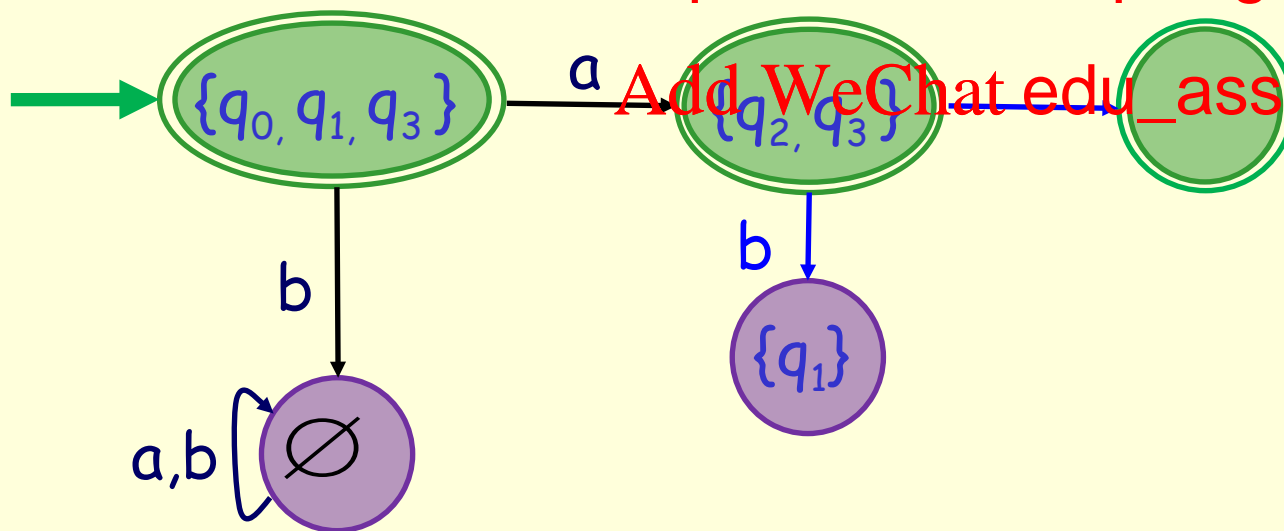 a
Add WeChat edu_ass
{q0, q1, q3 }
{q2, q3 }
b
b
{q1}
a,b
∅